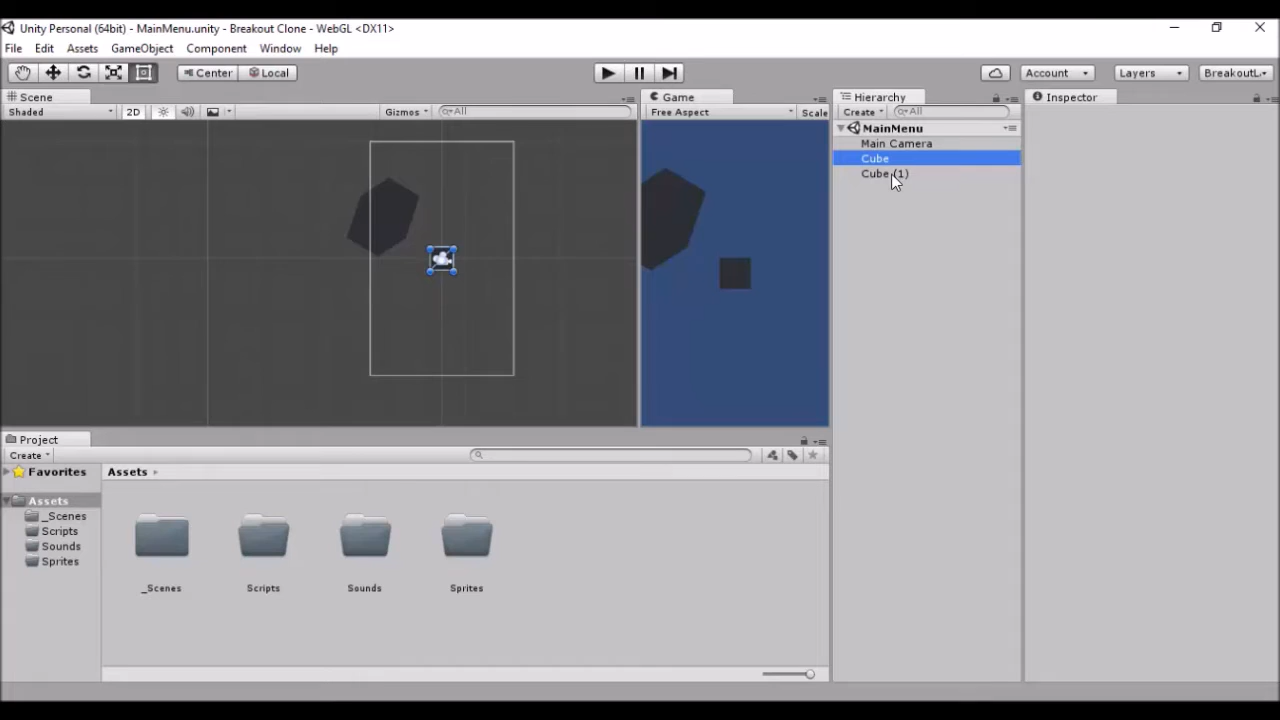 Unity Personal (64bit) - MainMenu.unity - Breakout Clone - WebGL <DX11>
File Edit Assets GameObject Component Window Help
Center Local Account Layers BreakoutL
Scene Game Hierarchy Inspector
Shaded 2D Gizmos All Free Aspect Scale Create All
MainMenu
Main Camera
Cube
Cube (1)
Project
Create
Favorites Assets
Assets
_Scenes
Scripts
Sounds
Sprites
_Scenes Scripts Sounds Sprites